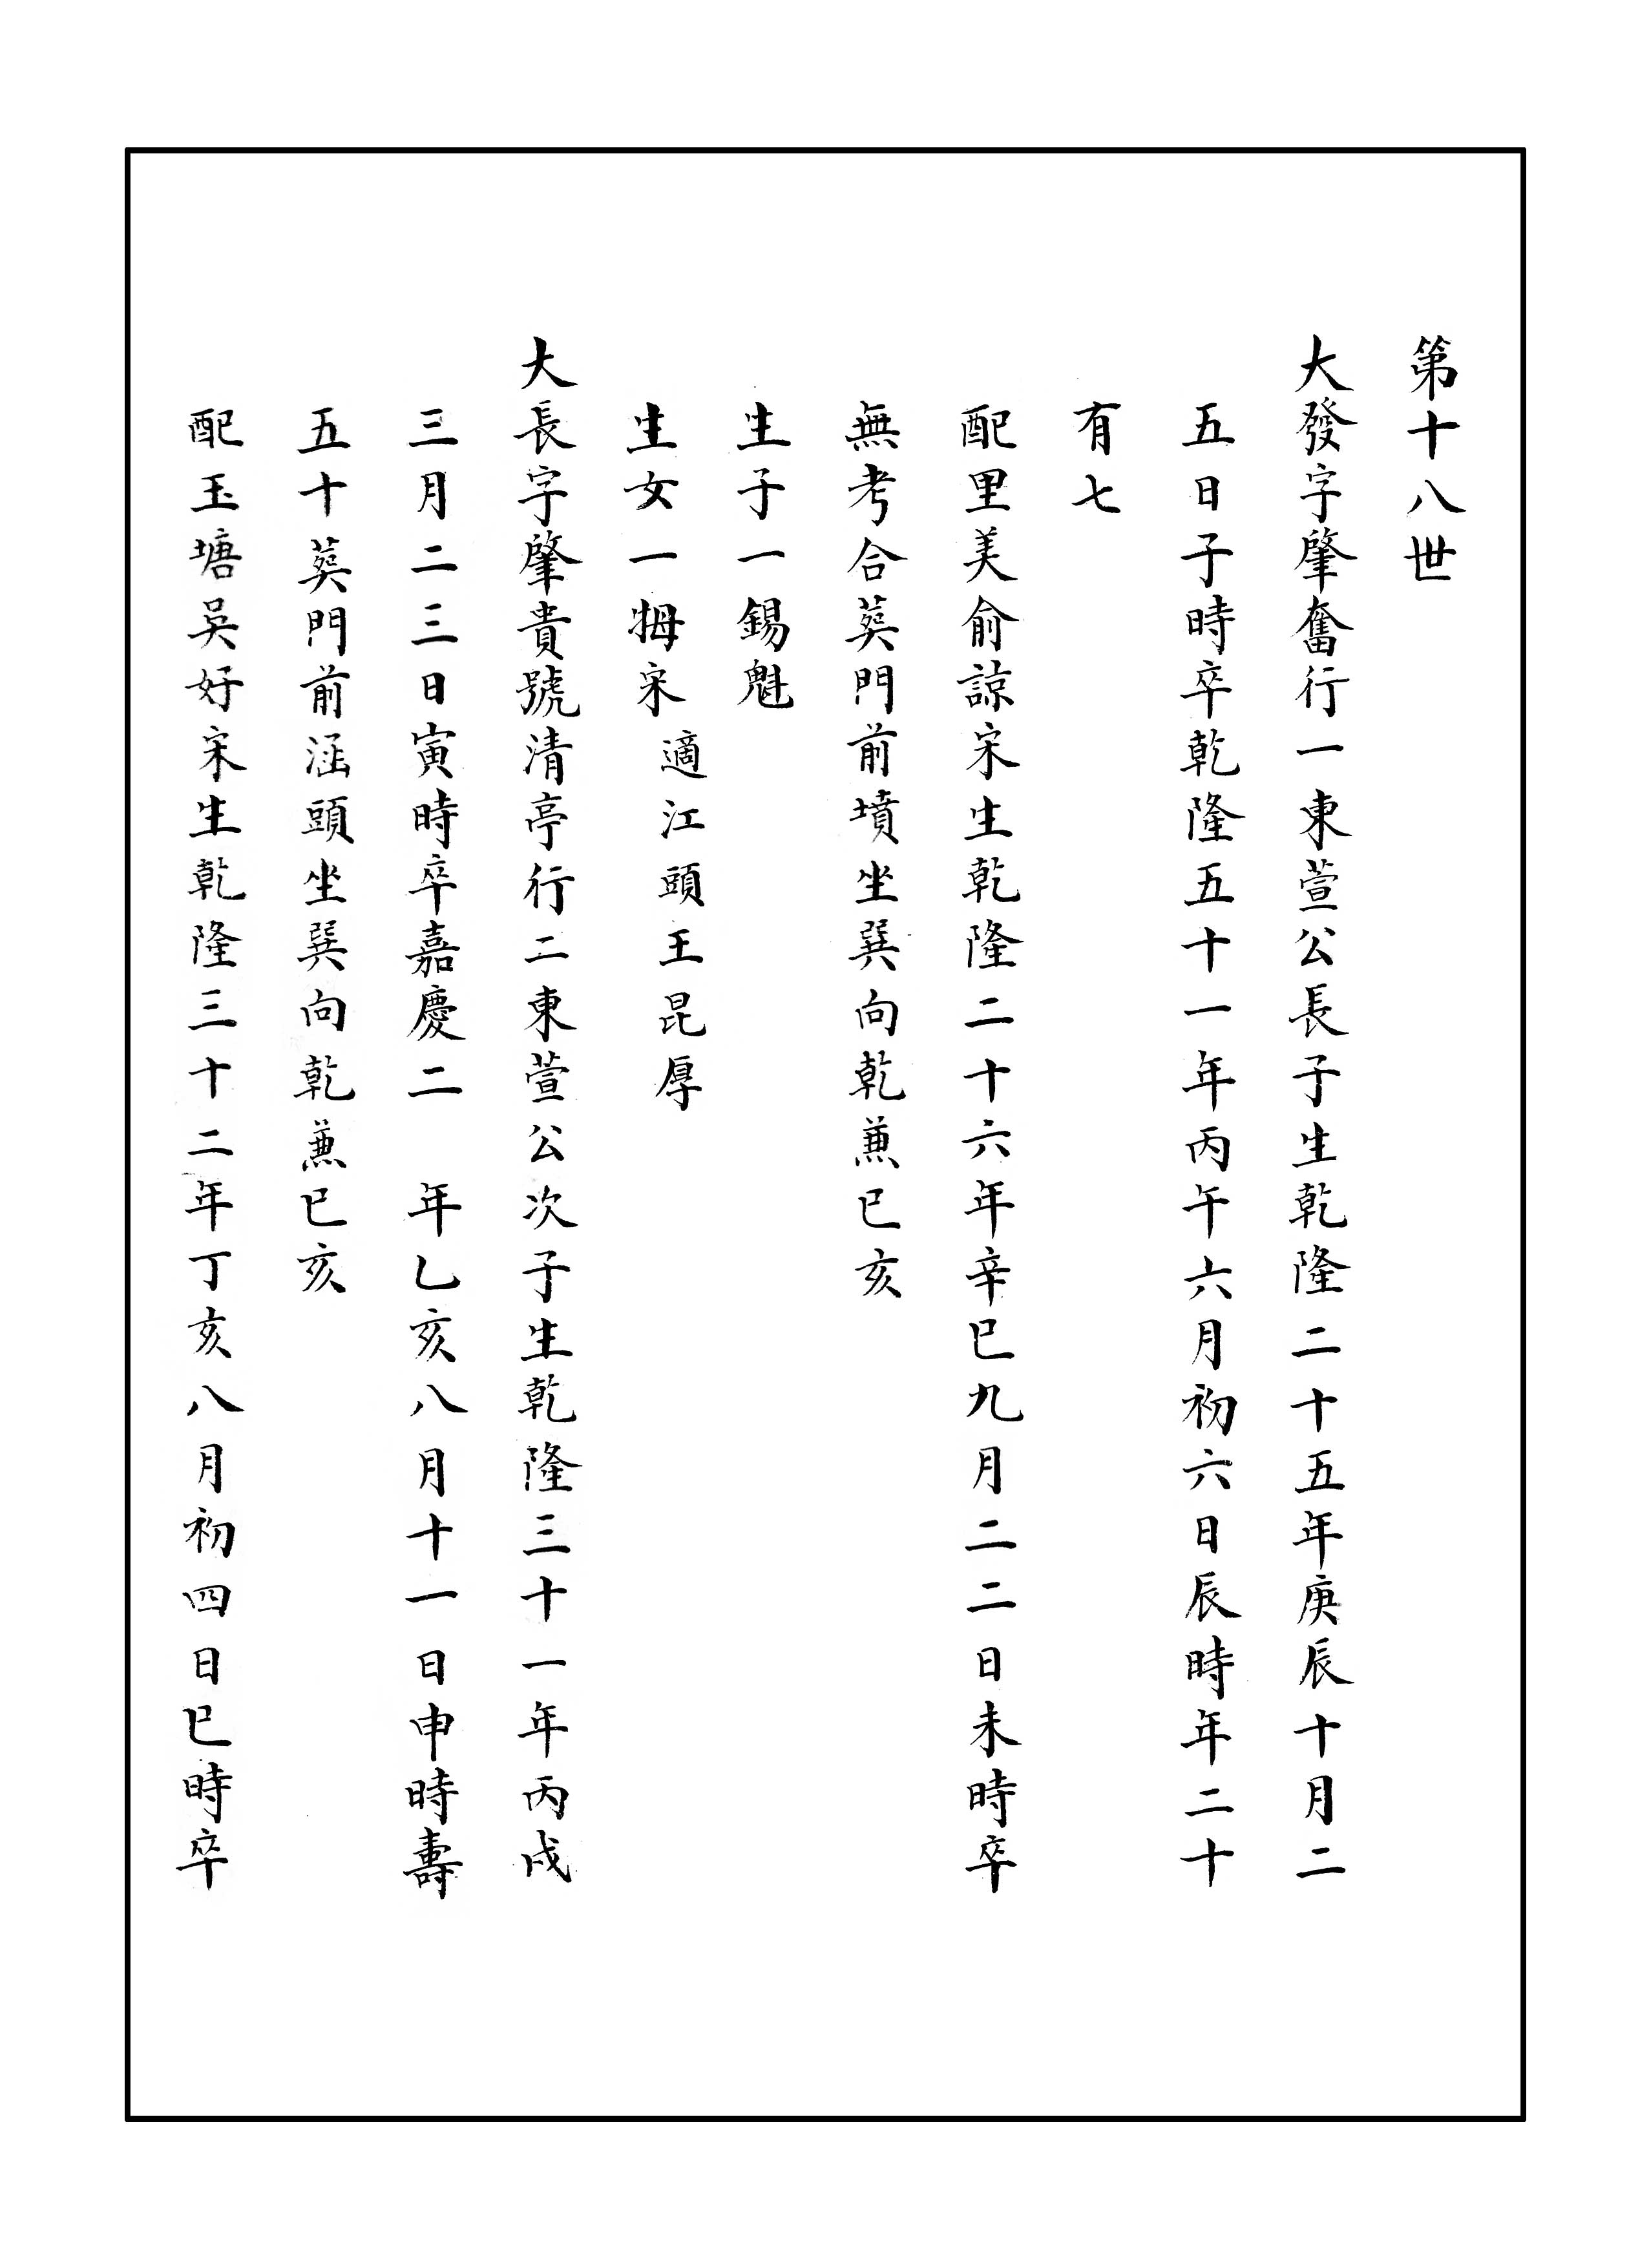 第十八世
大發字肇奮行一東萱公長子生乾隆二十五年庚辰十月二
五日子時卒乾隆五十一年丙午六月初六日辰時年二十
有七
配里美俞諒宋生乾隆二十六年辛巳九月二二日未時卒
無考合葬門前墳坐巽向乾兼巳亥
生子一錫魁
生女一坶宋適江頭王昆厚
大長字肇貴號清亭行二東萱公次子生乾隆三十一年丙戌
三月二三日寅時卒嘉慶二 年乙亥八月十一日申時壽
五十葬門前涵頭坐巽向乾兼巳亥
配玉塘吳好宋生乾隆三十二年丁亥八月初四日巳時卒